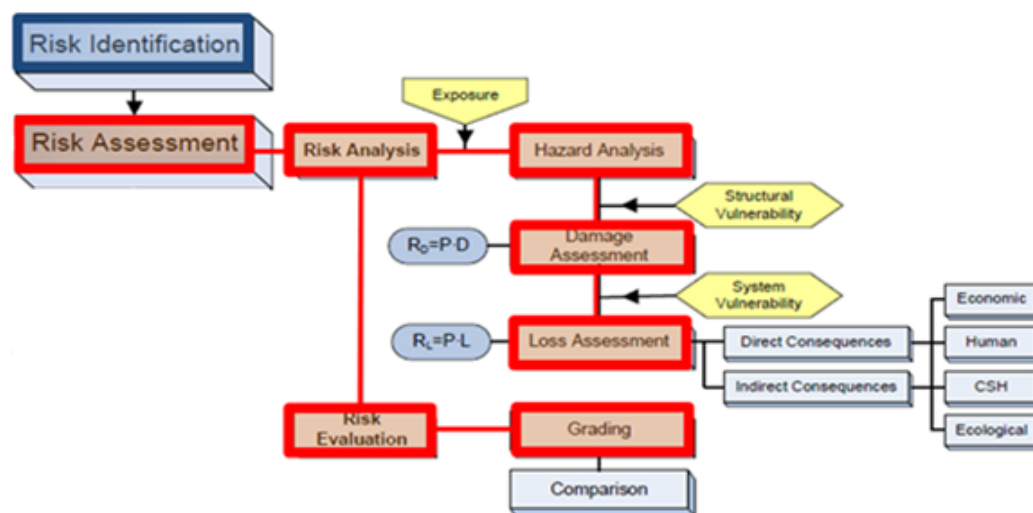 Risk Identification
Risk Assessment
Exposure
Risk Analysis
Hazard Analysis
Structural
Vulnerability
R_D=P·D
Damage
Assessment
System
Vulnerability
R_L=P·L
Loss Assessment
Direct Consequences
Indirect Consequences
Economic
Human
CSH
Ecological
Risk
Evaluation
Grading
Comparison